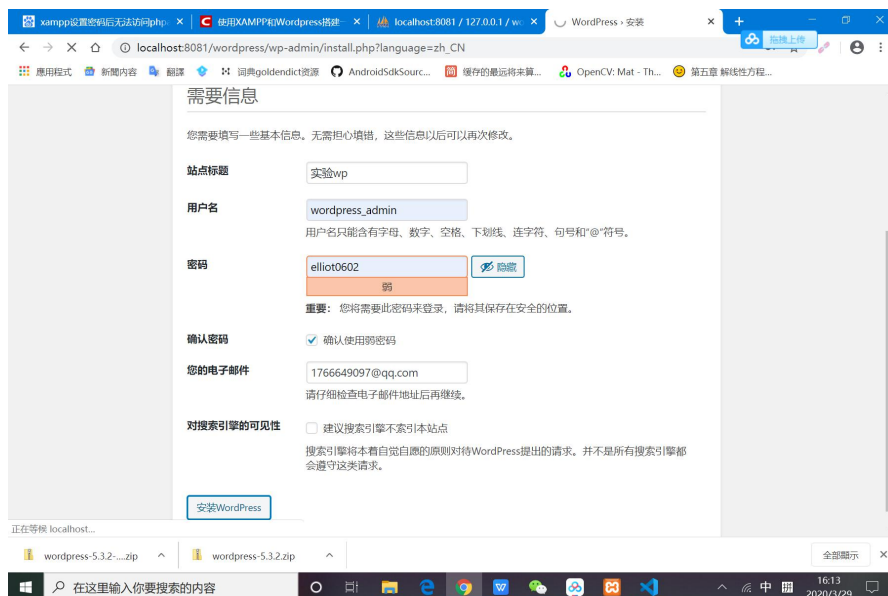 xampp设置密码后无法访问php
使用XAMPP和Wordpress搭建
localhost:8081 / 127.0.0.1 / wo
WordPress › 安装
拖拽上传
localhost:8081/wordpress/wp-admin/install.php?language=zh_CN
應用程式 新聞內容 翻譯 词典goldendict资源 AndroidSdkSourc... 缓存的最远将来算... OpenCV: Mat - Th... 第五章 解线性方程...
需要信息
您需要填写一些基本信息。无需担心填错，这些信息以后可以再次修改。
站点标题 实验wp
用户名 wordpress_admin
用户名只能含有字母、数字、空格、下划线、连字符、句号和“@”符号。
密码 elliot0602 隐藏
弱
重要： 您将需要此密码来登录，请将其保存在安全的位置。
确认密码 确认使用弱密码
您的电子邮件 1766649097@qq.com
请仔细检查电子邮件地址后再继续。
对搜索引擎的可见性 建议搜索引擎不索引本站点
搜索引擎将本着自觉自愿的原则对待WordPress提出的请求。并不是所有搜索引擎都
会遵守这类请求。
安装WordPress
正在等候 localhost...
wordpress-5.3.2-....zip wordpress-5.3.2.zip 全部顯示
在这里输入你要搜索的内容 中 16:13
2020/3/29